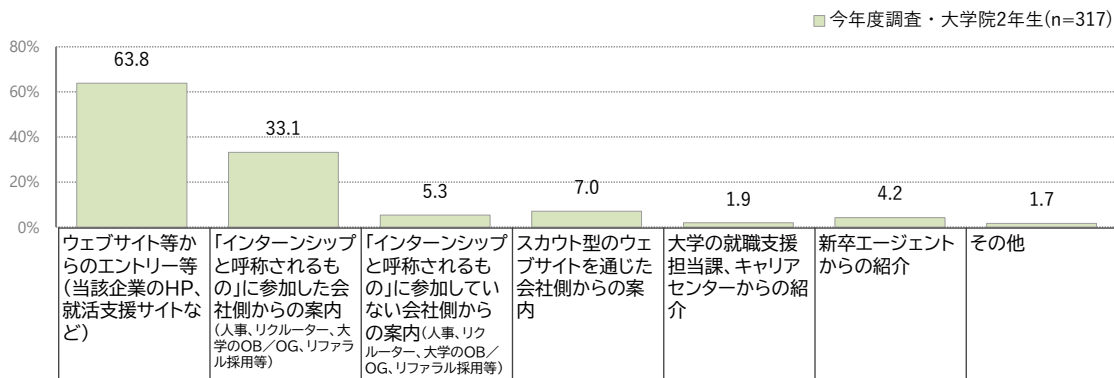 今年度調査・大学院2年生(n=317)
80%
60%
40%
20%
0%
63.8
33.1
5.3
7.0
1.9
4.2
1.7
ウェブサイト等か
らのエントリー等
(当該企業のHP、
就活支援サイトな
ど)
「インターンシップ
と呼称されるも
の」に参加した会
社側からの案内
(人事、リクルーター、大
学のOB/OG、リファラ
ル採用等)
「インターンシップ
と呼称されるも
の」に参加してい
ない会社側から
の案内(人事、リク
ルーター、大学のOB/
OG、リファラル採用等)
スカウト型のウェ
ブサイトを通じた
会社側からの案
内
大学の就職支援
担当課、キャリア
センターからの紹
介
新卒エージェント
からの紹介
その他